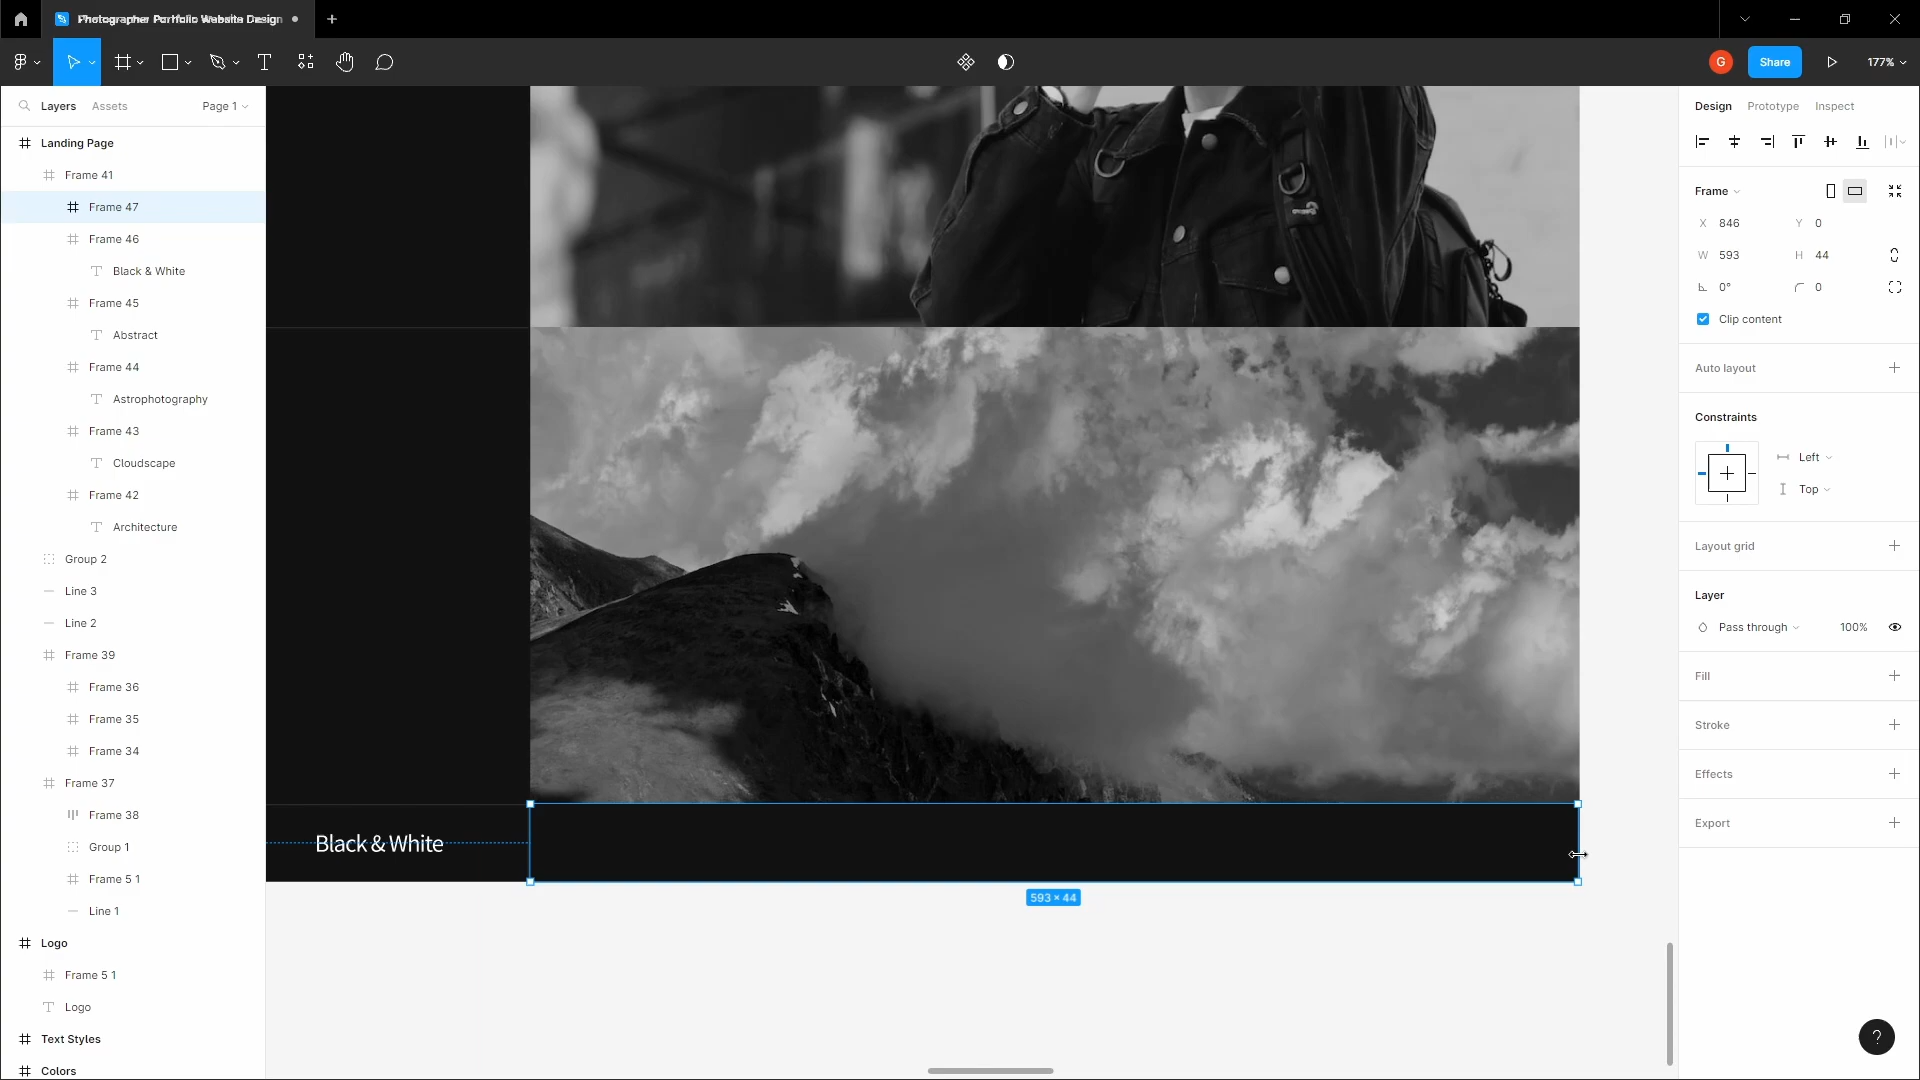 Photographer Portfolio Website Design
G
Share
177%
Layers
Assets
Page 1
Design
Prototype
Inspect
Landing Page
Frame 41
Frame 47
Frame 46
Black & White
Frame 45
Abstract
Frame 44
Astrophotography
Frame 43
Cloudscape
Frame 42
Architecture
Group 2
Line 3
Line 2
Frame 39
Frame 36
Frame 35
Frame 34
Frame 37
Frame 38
Group 1
Frame 5 1
Line 1
Logo
Frame 5 1
Logo
Text Styles
Colors
Black & White
593 × 44
Frame
X 846
Y 0
W 593
H 44
0°
0
Clip content
Auto layout
Constraints
Left
Top
Layout grid
Layer
Pass through
100%
Fill
Stroke
Effects
Export
?